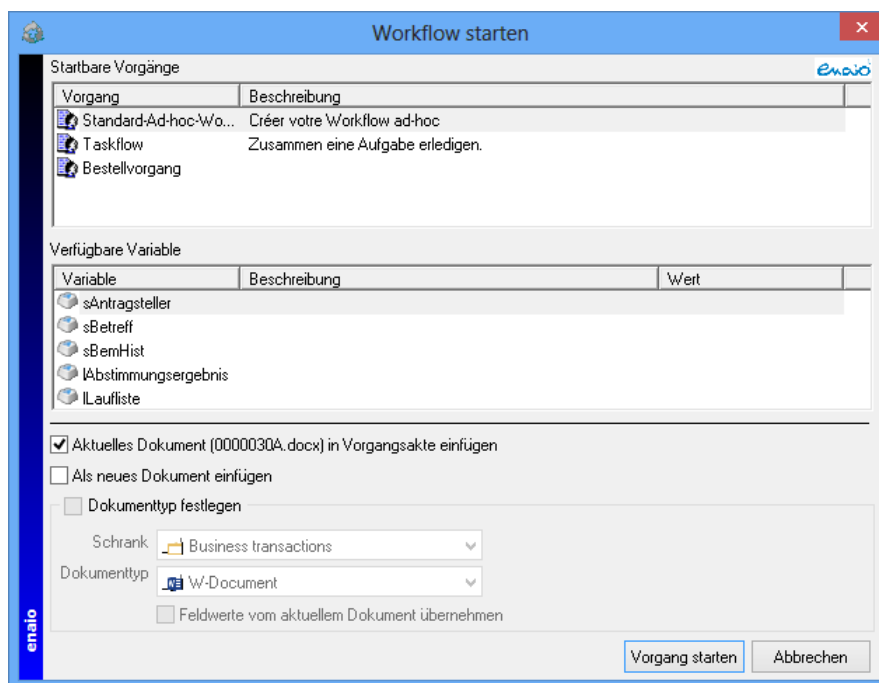 Workflow starten
Startbare Vorgänge
enaio
Vorgang Beschreibung
Standard-Ad-hoc-Wo... Créer votre Workflow ad-hoc
Taskflow Zusammen eine Aufgabe erledigen.
Bestellvorgang
Verfügbare Variable
Variable Beschreibung Wert
sAntragsteller
sBetreff
sBemHist
lAbstimmungsergebnis
lLaufliste
Aktuelles Dokument (0000030A.docx) in Vorgangsakte einfügen
Als neues Dokument einfügen
Dokumenttyp festlegen
Schrank Business transactions
Dokumenttyp W-Document
Feldwerte vom aktuellem Dokument übernehmen
enaio
Vorgang starten Abbrechen